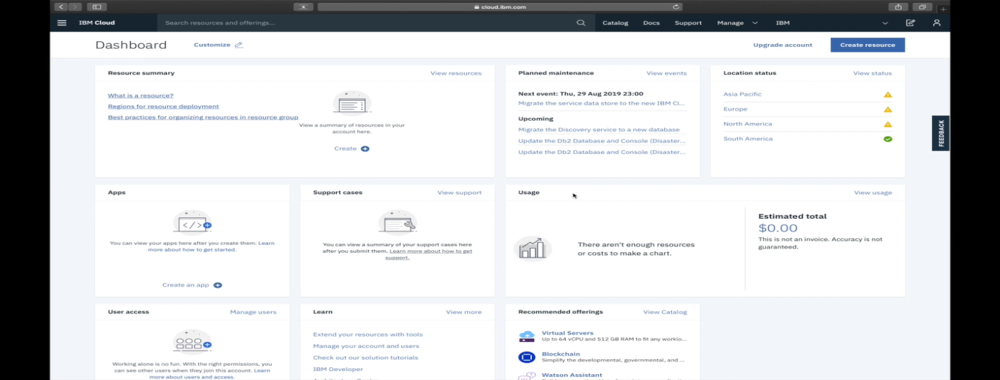 cloud.ibm.com
IBM Cloud
Search resources and offerings...
Catalog
Docs
Support
Manage
IBM
Dashboard
Customize
Upgrade account
Create resource
Resource summary
View resources
What is a resource?
Regions for resource deployment
Best practices for organizing resources in resource group
View a summary of resources in your
account here.
Create
Planned maintenance
View events
Next event: Thu, 29 Aug 2019 23:00
Migrate the service data store to the new IBM Cl...
Upcoming
Migrate the Discovery service to a new database
Update the Db2 Database and Console (Disaster...
Update the Db2 Database and Console (Disaster...
Location status
View status
Asia Pacific
Europe
North America
South America
FEEDBACK
Apps
You can view your apps here after you create them. Learn
more about how to get started.
Create an app
Support cases
View support
You can view a summary of your support cases here
after you submit them. Learn more about how to get
support.
Usage
View usage
There aren't enough resources
or costs to make a chart.
Estimated total
$0.00
This is not an invoice. Accuracy is not
guaranteed.
User access
Manage users
Working alone is no fun. With the right permissions, you
can see other users when they join this account. Learn
more about users and access.
Learn
View more
Extend your resources with tools
Manage your account and users
Check out our solution tutorials
IBM Developer
Recommended offerings
View Catalog
Virtual Servers
Up to 64 vCPU and 512 GB RAM to fit any worklo...
Blockchain
Simplify the developmental, governmental, and ...
Watson Assistant